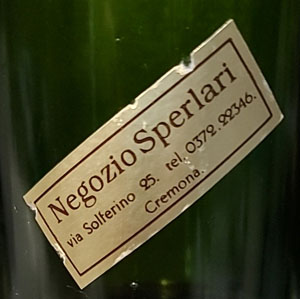 Negozio Sperlari
via Solferino 25. tel. 0372.22346.
Cremona.